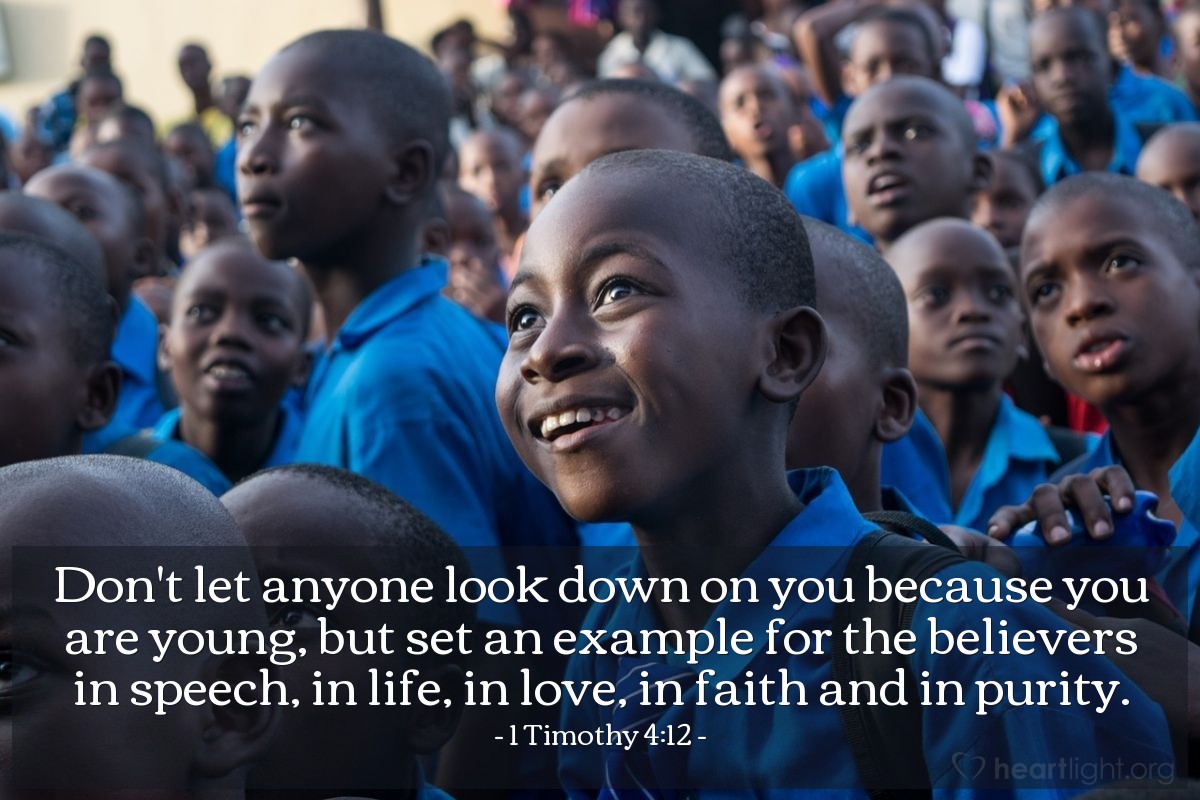 Don't let anyone look down on you because you
are young, but set an example for the believers
in speech, in life, in love, in faith and in purity.
- 1 Timothy 4:12 -
heartlight.org